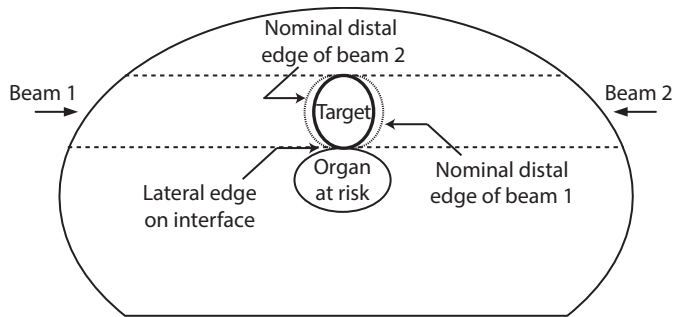 Nominal distal
edge of beam 2
Beam 1
Beam 2
Target
Organ
at risk
Lateral edge
on interface
Nominal distal
edge of beam 1